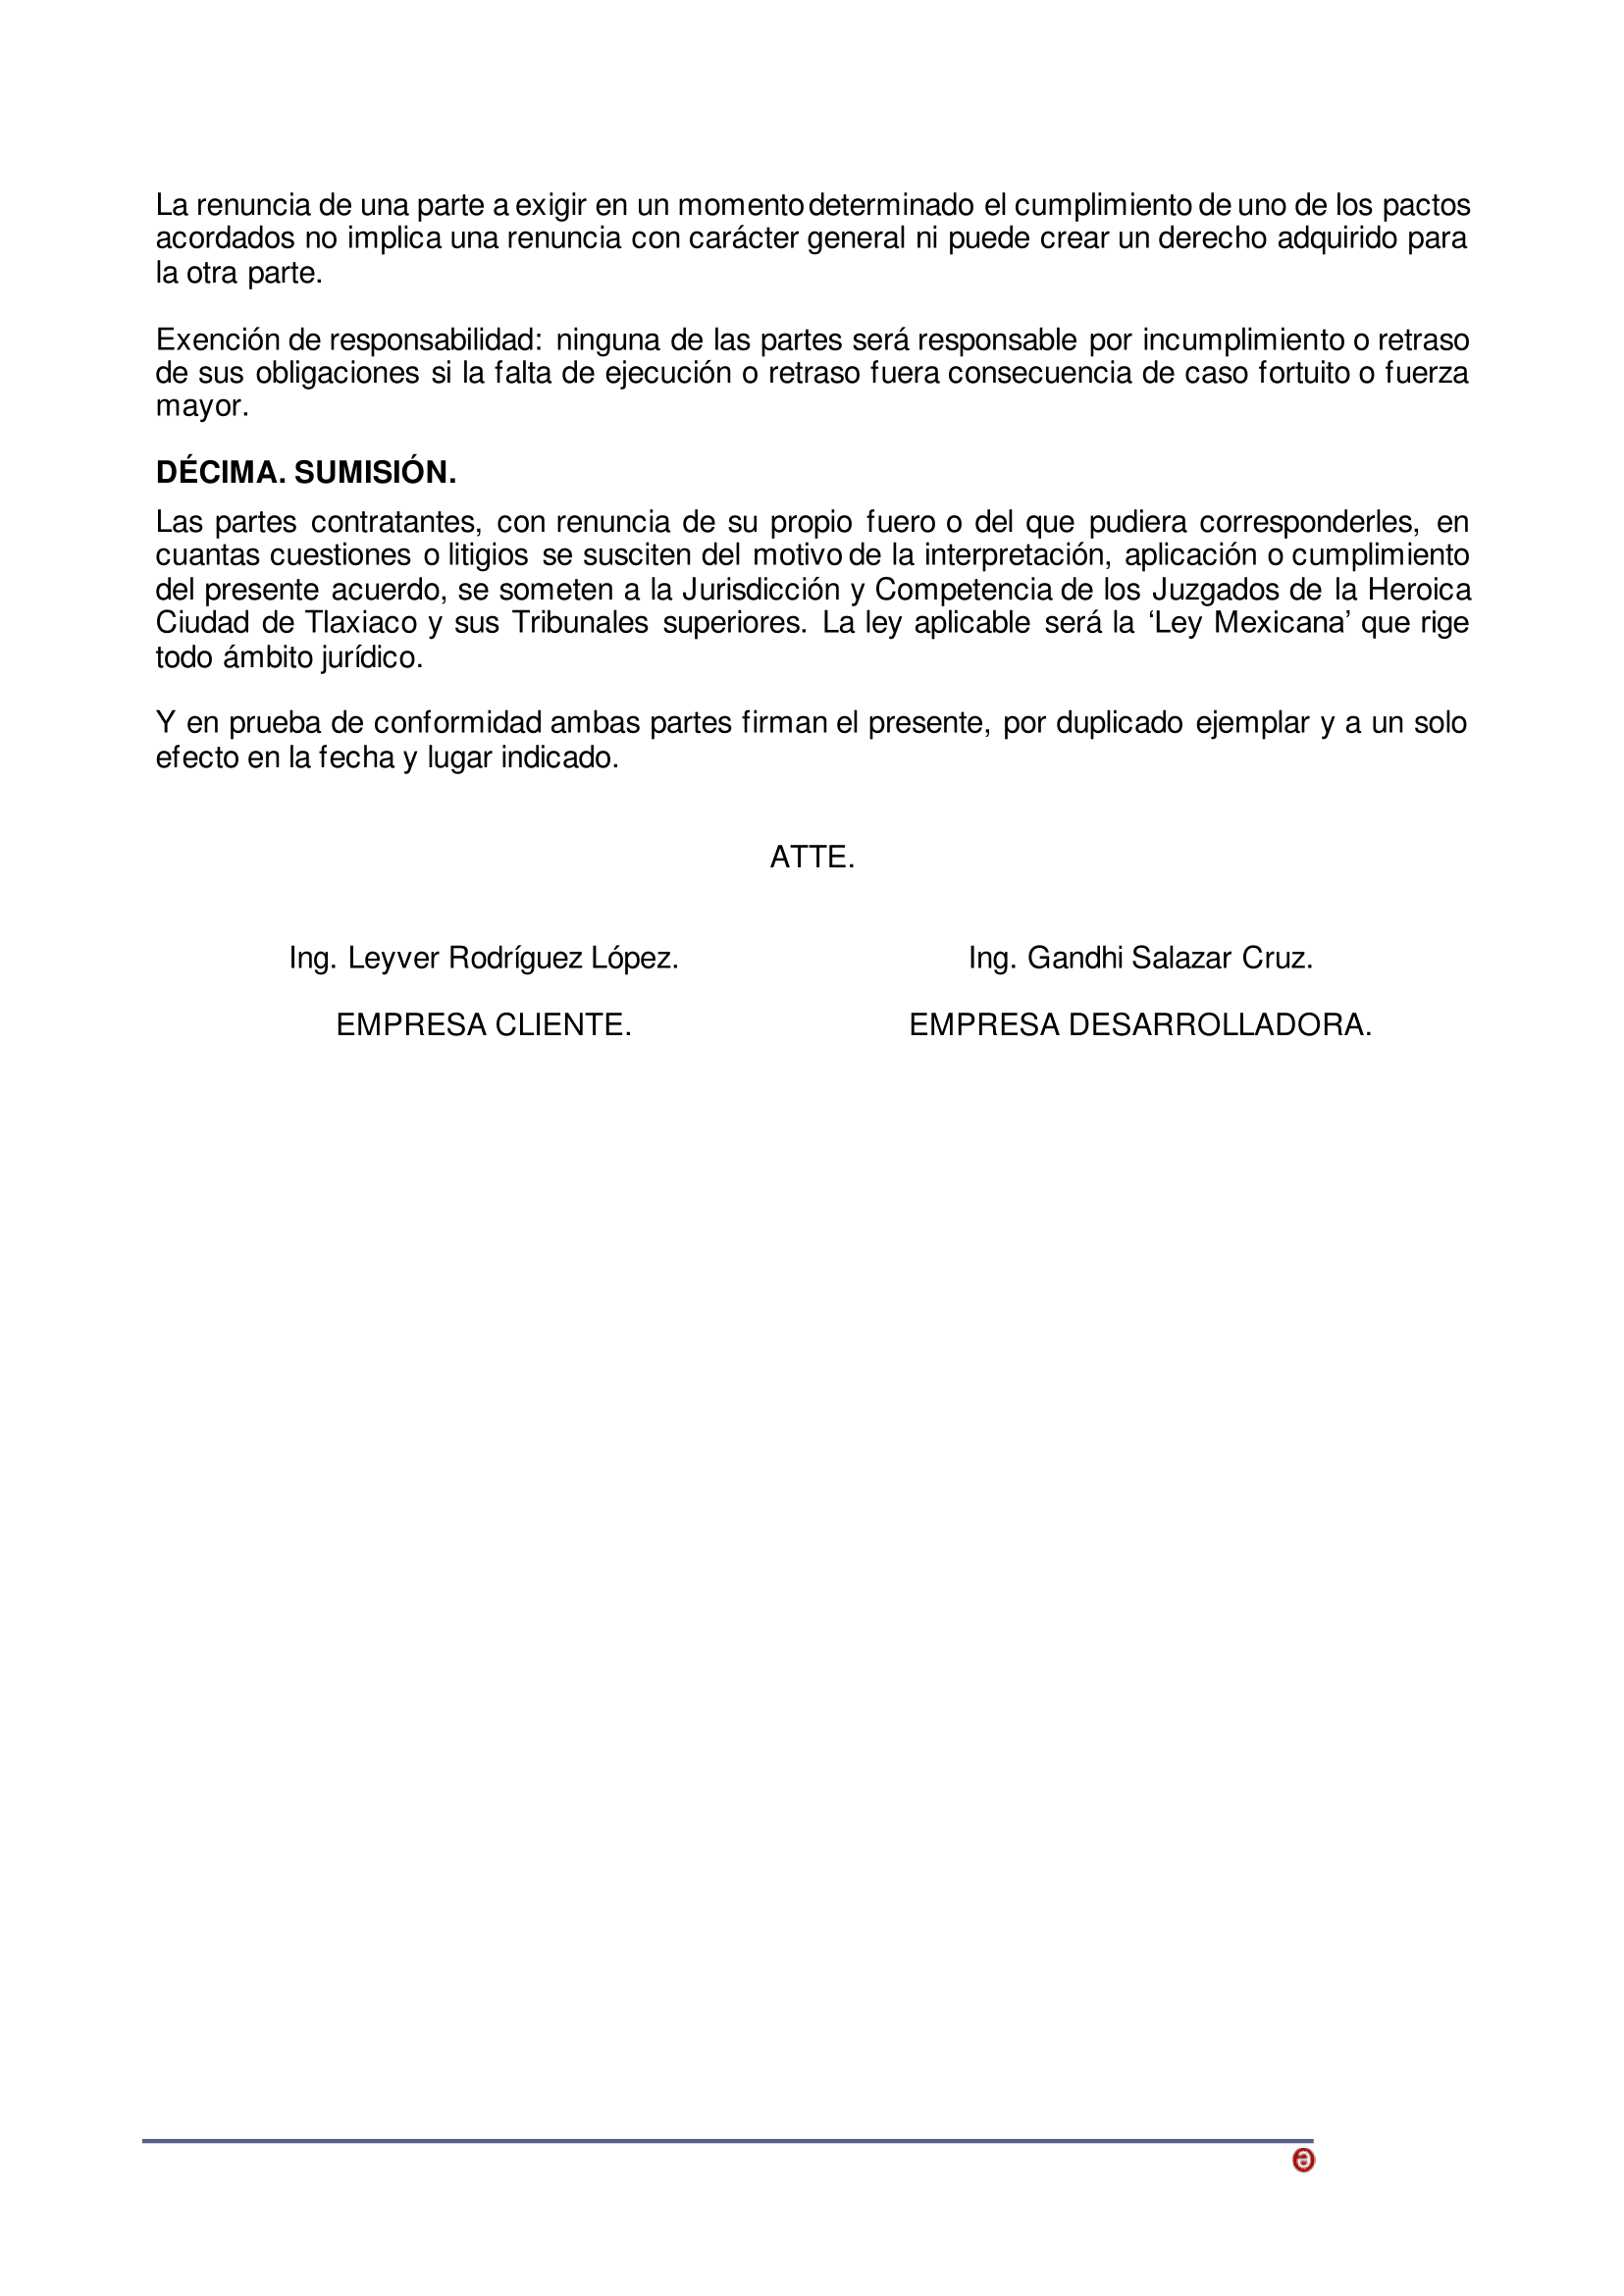 La renuncia de una parte a exigir en un momento determinado el cumplimiento de uno de los pactos
acordados no implica una renuncia con carácter general ni puede crear un derecho adquirido para
la otra parte.
Exención de responsabilidad: ninguna de las partes será responsable por incumplimiento o retraso
de sus obligaciones si la falta de ejecución o retraso fuera consecuencia de caso fortuito o fuerza
mayor.
DÉCIMA. SUMISIÓN.
Las partes contratantes, con renuncia de su propio fuero o del que pudiera corresponderles, en
cuantas cuestiones o litigios se susciten del motivo de la interpretación, aplicación o cumplimiento
del presente acuerdo, se someten a la Jurisdicción y Competencia de los Juzgados de la Heroica
Ciudad de Tlaxiaco y sus Tribunales superiores. La ley aplicable será la ‘Ley Mexicana’ que rige
todo ámbito jurídico.
Y en prueba de conformidad ambas partes firman el presente, por duplicado ejemplar y a un solo
efecto en la fecha y lugar indicado.
ATTE.
Ing. Leyver Rodríguez López. Ing. Gandhi Salazar Cruz.
EMPRESA CLIENTE. EMPRESA DESARROLLADORA.